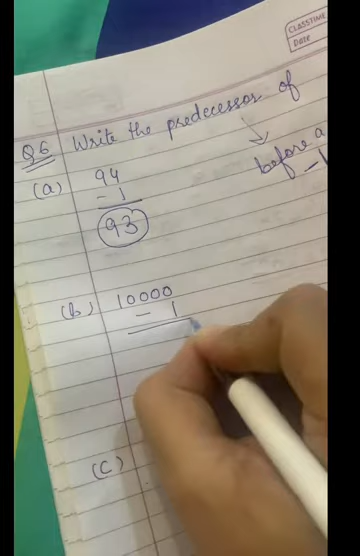 CLASSTIME
Date
Q6 Write the predecessor of
before a
-1
(a) 94
- 1
93
(b) 10000
- 1
(c)